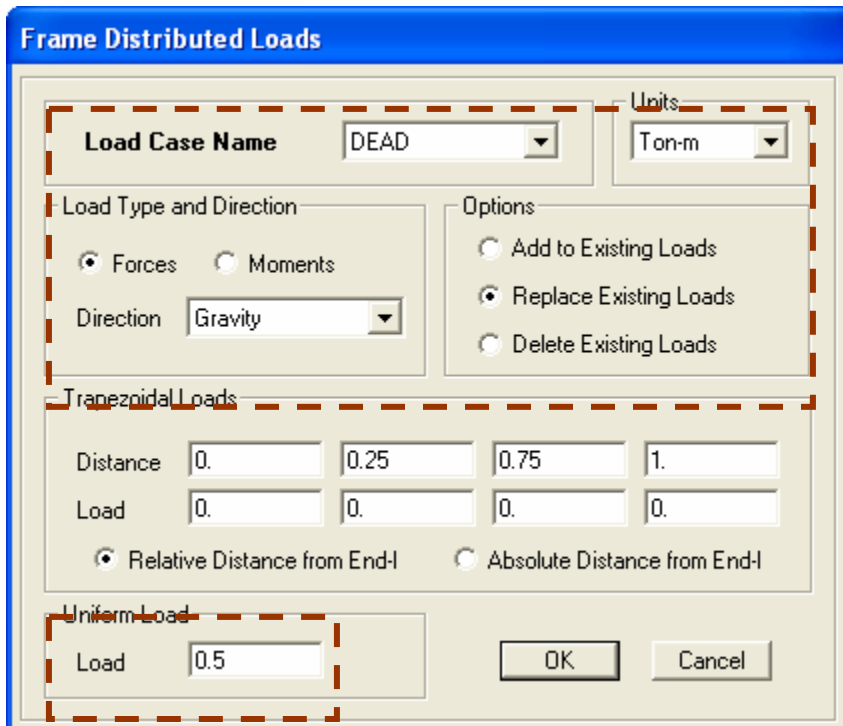 Frame Distributed Loads
Load Case Name DEAD
Units
Ton-m
Load Type and Direction
Forces Moments
Direction Gravity
Options
Add to Existing Loads
Replace Existing Loads
Delete Existing Loads
Trapezoidal Loads
Distance 0. 0.25 0.75 1.
Load 0. 0. 0. 0.
Relative Distance from End-I Absolute Distance from End-I
Uniform Load
Load 0.5
OK Cancel